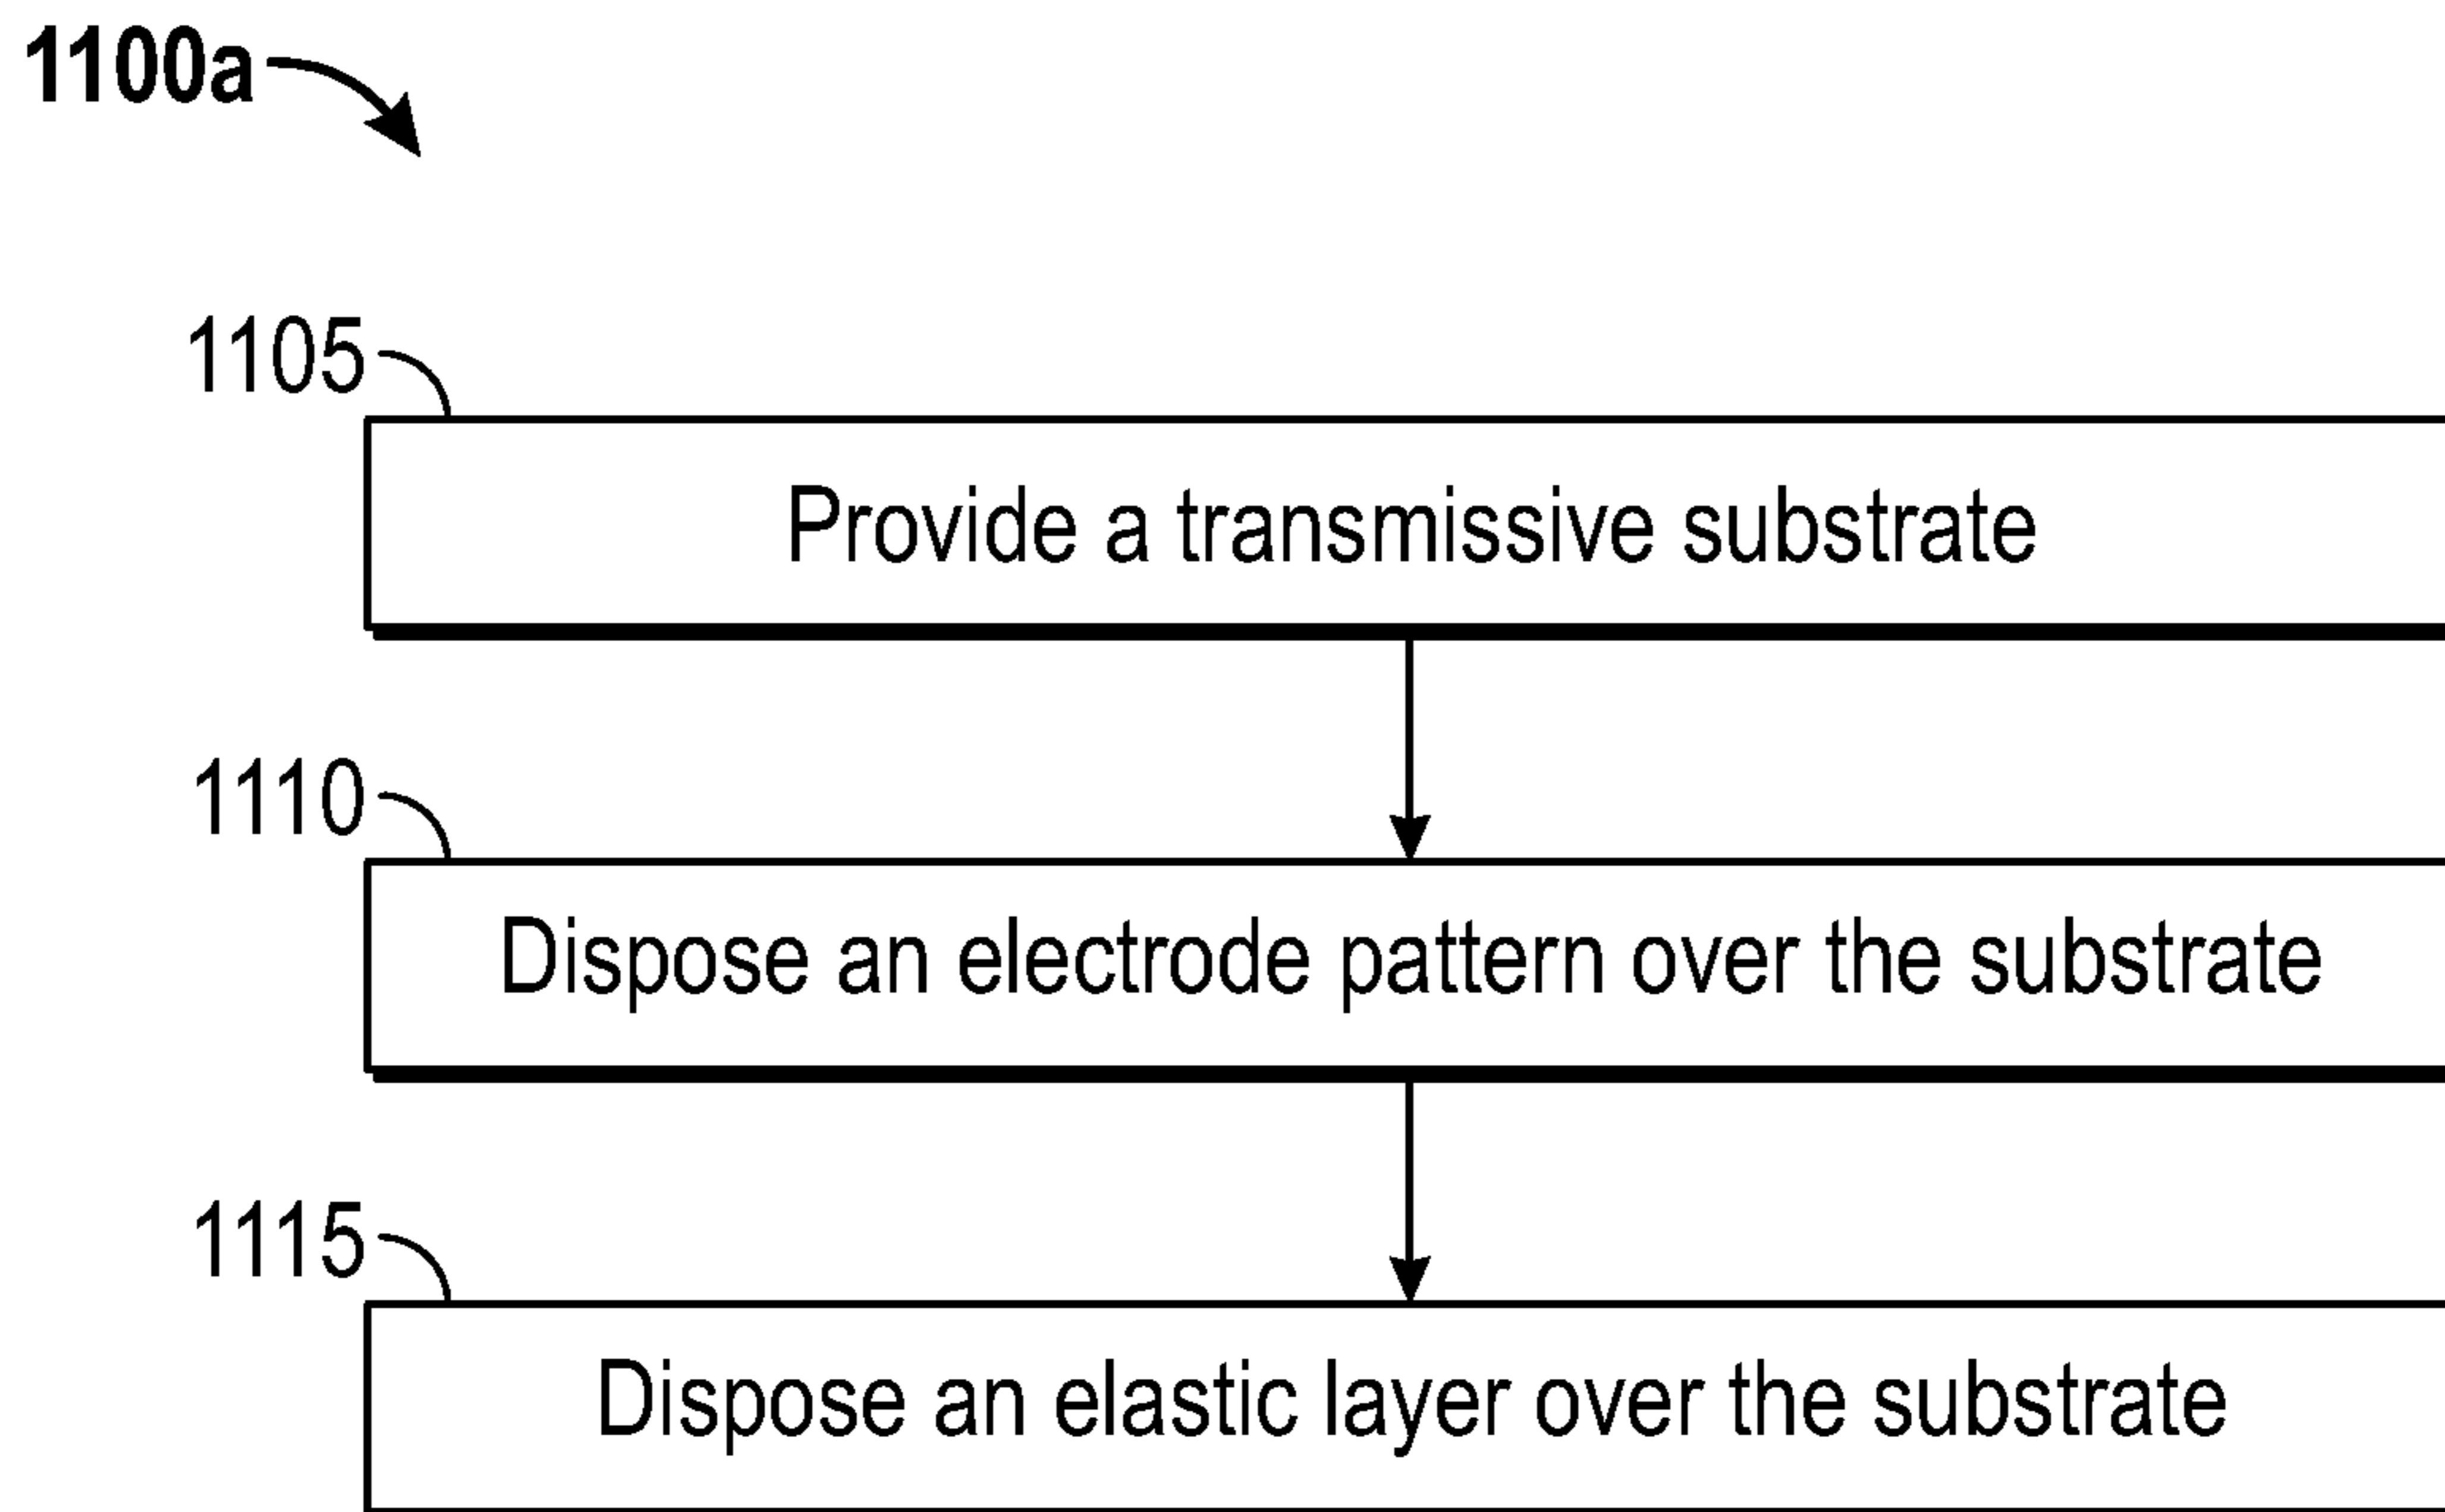 1100a
1105
Provide a transmissive substrate
1110
Dispose an electrode pattern over the substrate
1115
Dispose an elastic layer over the substrate